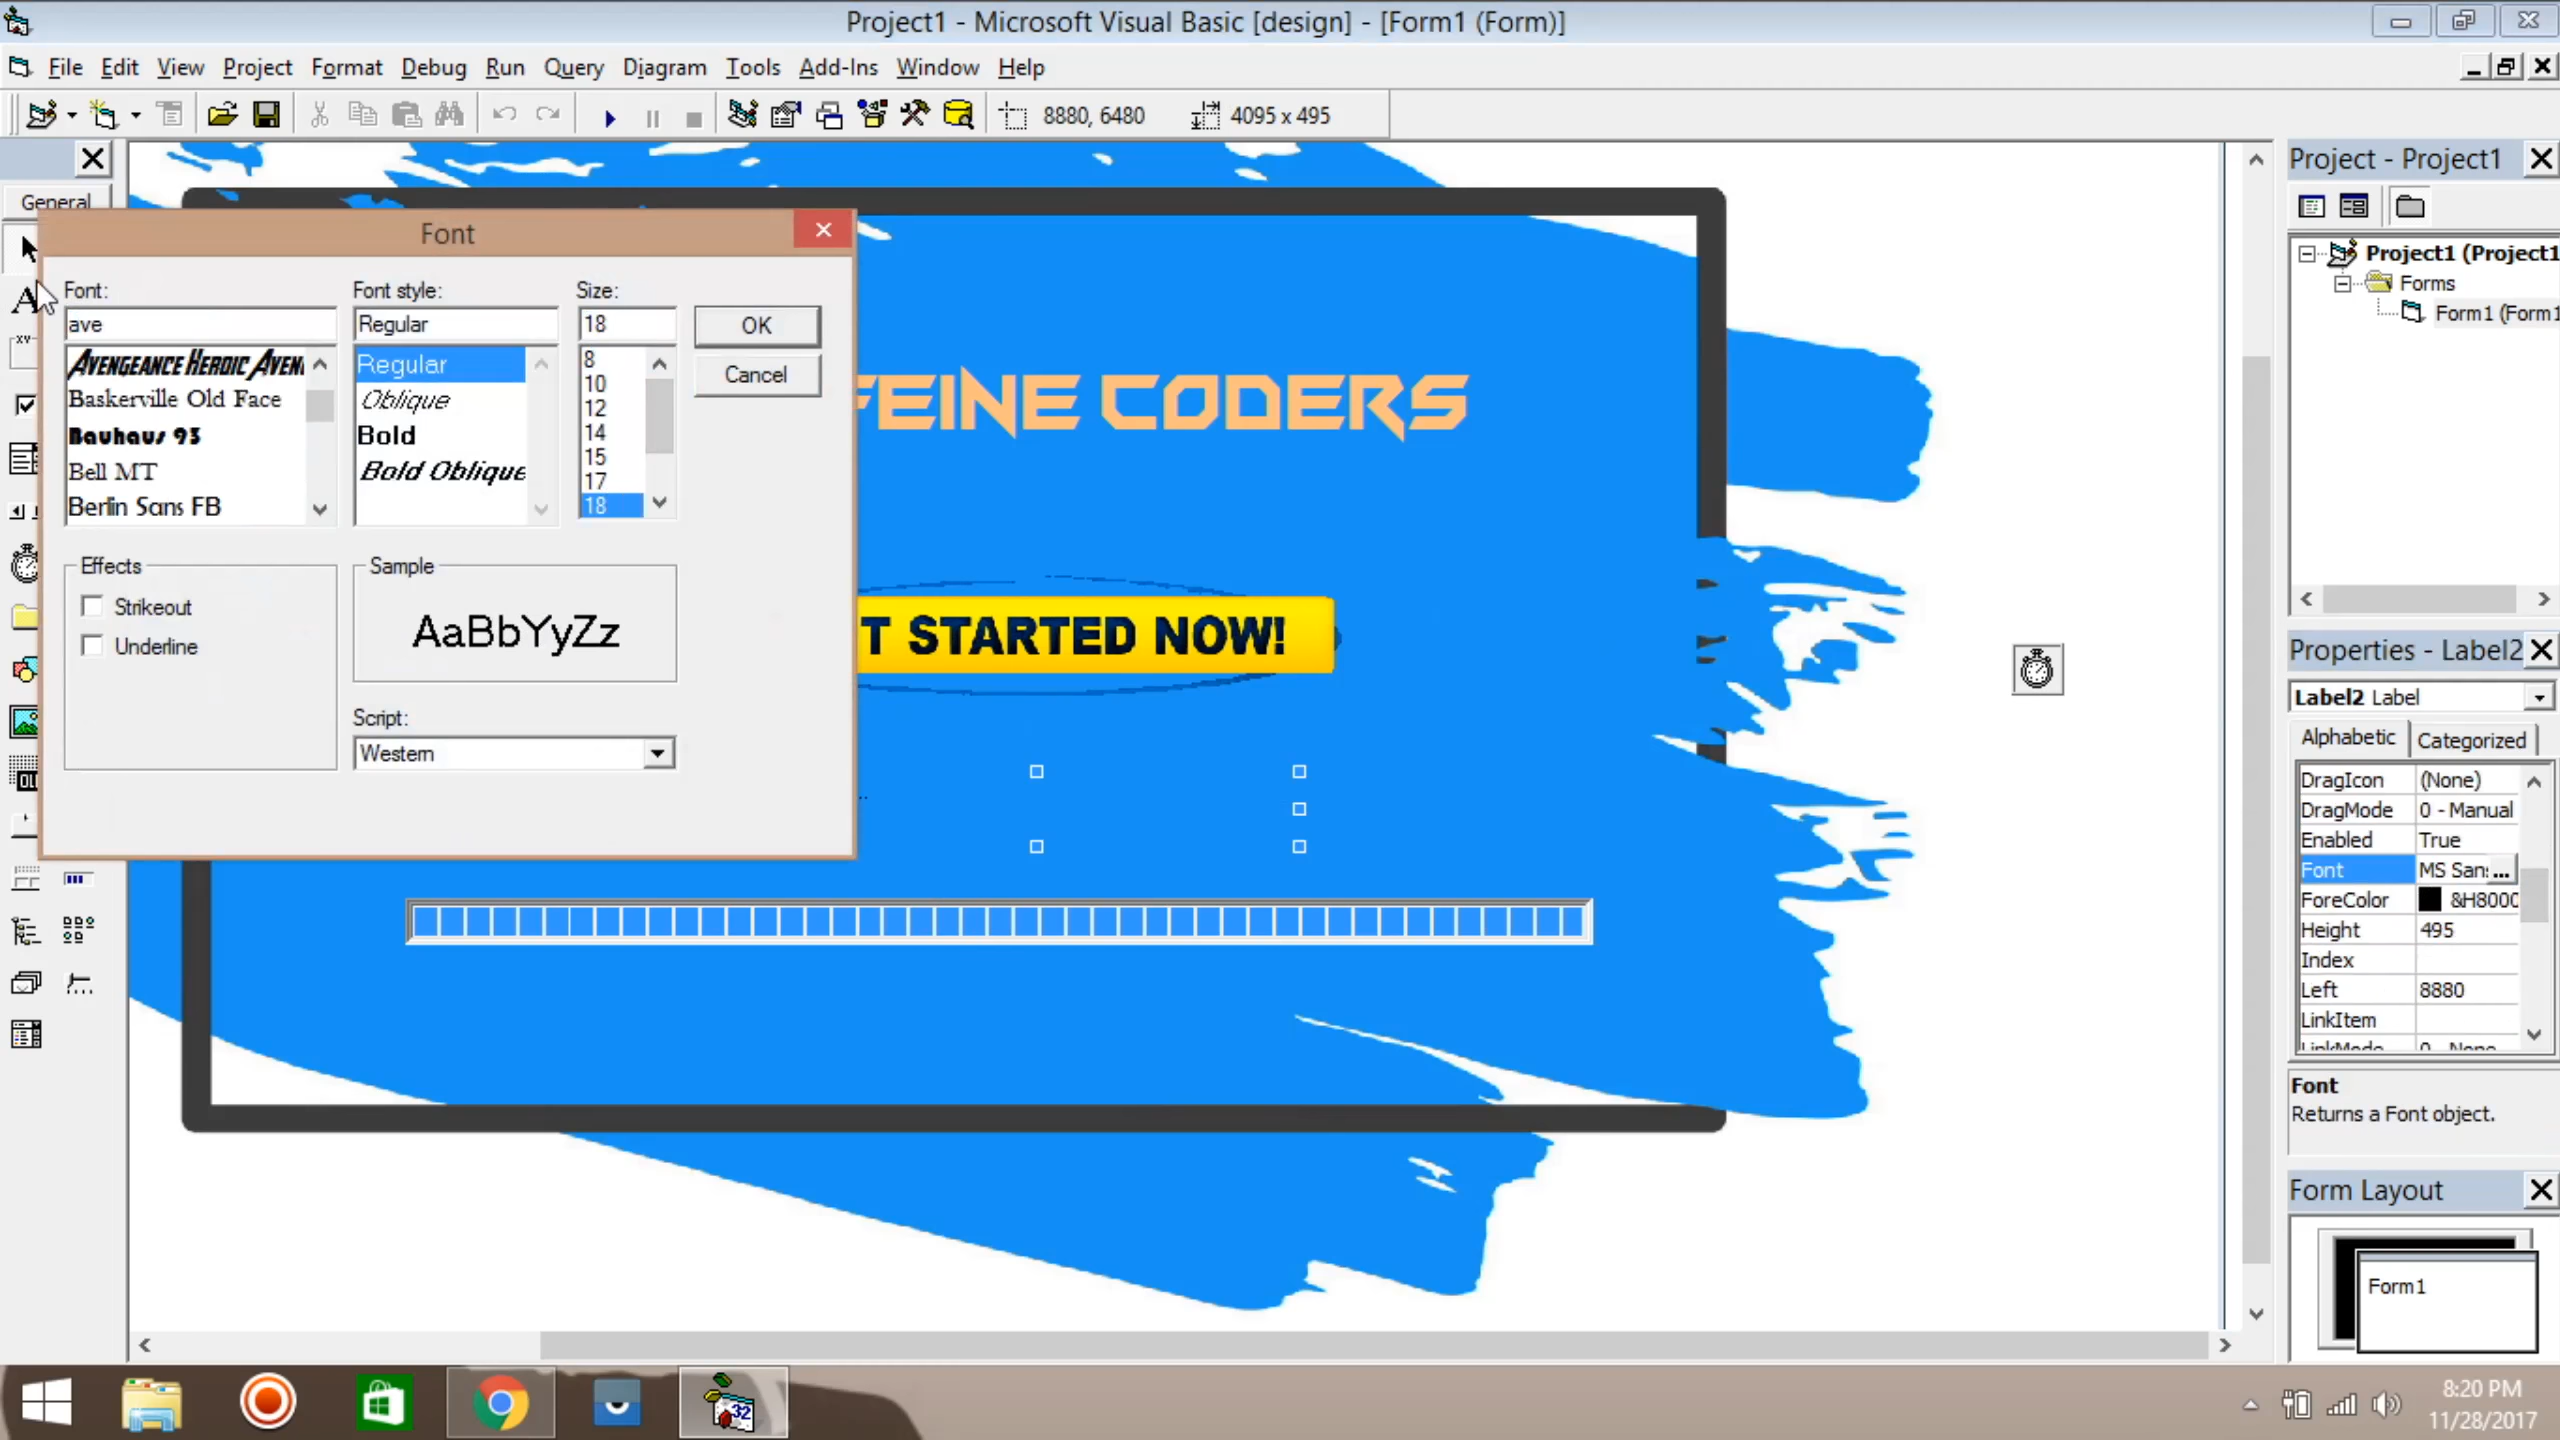 Project1 - Microsoft Visual Basic [design] - [Form1 (Form)]
File Edit View Project Format Debug Run Query Diagram Tools Add-Ins Window Help
8880, 6480 4095 x 495
General
Project - Project1
Project1 (Project1
Forms
Form1 (Form1
Font
Font: Font style: Size:
ave Regular 18 OK
Cancel
AVENGEANCE HEROIC AVEN
Baskerville Old Face
Bauhaus 93
Bell MT
Berlin Sans FB
Regular
Oblique
Bold
Bold Oblique
8
10
12
14
15
17
18
Effects
Strikeout
Underline
Sample
AaBbYyZz
Script:
Western
FEINE CODERS
T STARTED NOW!
Properties - Label2
Label2 Label
Alphabetic Categorized
DragIcon (None)
DragMode 0 - Manual
Enabled True
Font MS San: ...
ForeColor &H8000
Height 495
Index
Left 8880
LinkItem
LinkMode 0 - None
Font
Returns a Font object.
Form Layout
Form1
8:20 PM
11/28/2017